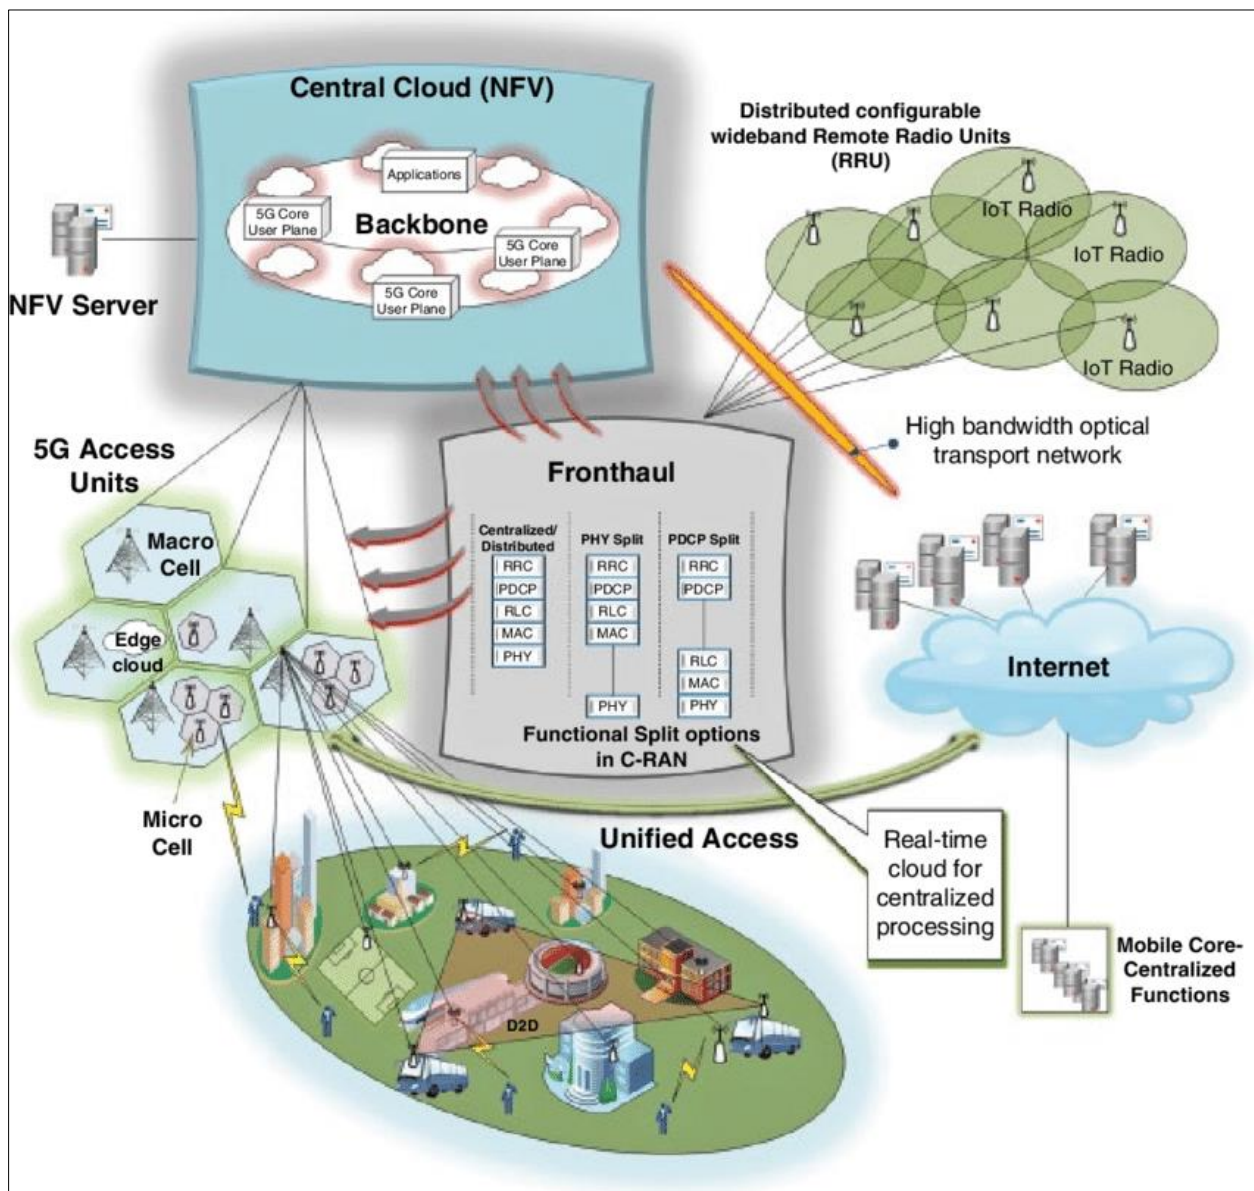 Central Cloud (NFV)
Applications
5G Core
User Plane
Backbone
5G Core
User Plane
5G Core
User Plane
NFV Server
Distributed configurable
wideband Remote Radio Units
(RRU)
IoT Radio
IoT Radio
IoT Radio
High bandwidth optical
transport network
5G Access
Units
Macro
Cell
Edge
cloud
Micro
Cell
Fronthaul
Centralized/
Distributed
RRC
PDCP
RLC
MAC
PHY
PHY Split
RRC
PDCP
RLC
MAC
PHY
PDCP Split
RRC
PDCP
RLC
MAC
PHY
Functional Split options
in C-RAN
Internet
Unified Access
Real-time
cloud for
centralized
processing
Mobile Core-
Centralized
Functions
D2D